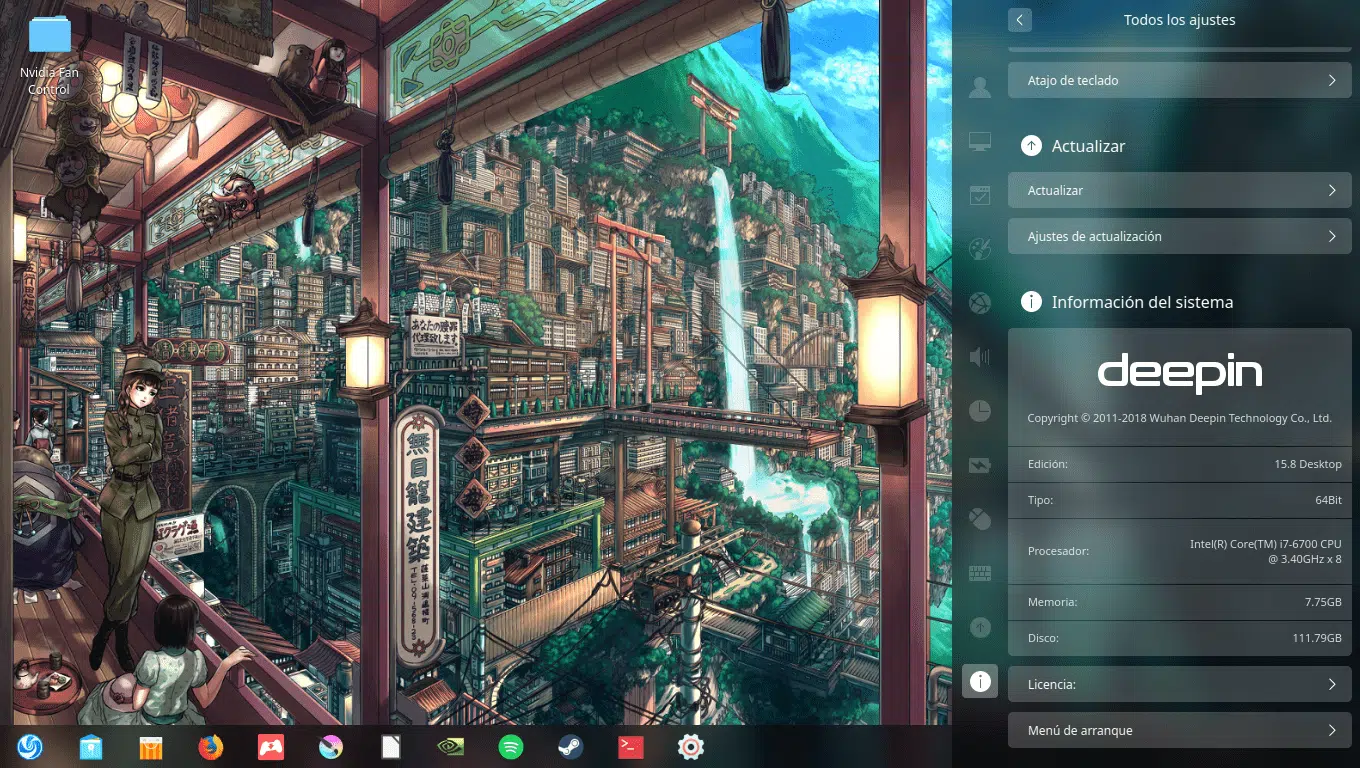 Nvidia Fan
Control
あなたの贖罪
代理致します。
無目籠建築
Todos los ajustes
Atajo de teclado
Actualizar
Actualizar
Ajustes de actualización
Información del sistema
deepin
Copyright © 2011-2018 Wuhan Deepin Technology Co., Ltd.
Edición: 15.8 Desktop
Tipo: 64Bit
Procesador: Intel(R) Core(TM) i7-6700 CPU
@ 3.40GHz x 8
Memoria: 7.75GB
Disco: 111.79GB
Licencia:
Menú de arranque